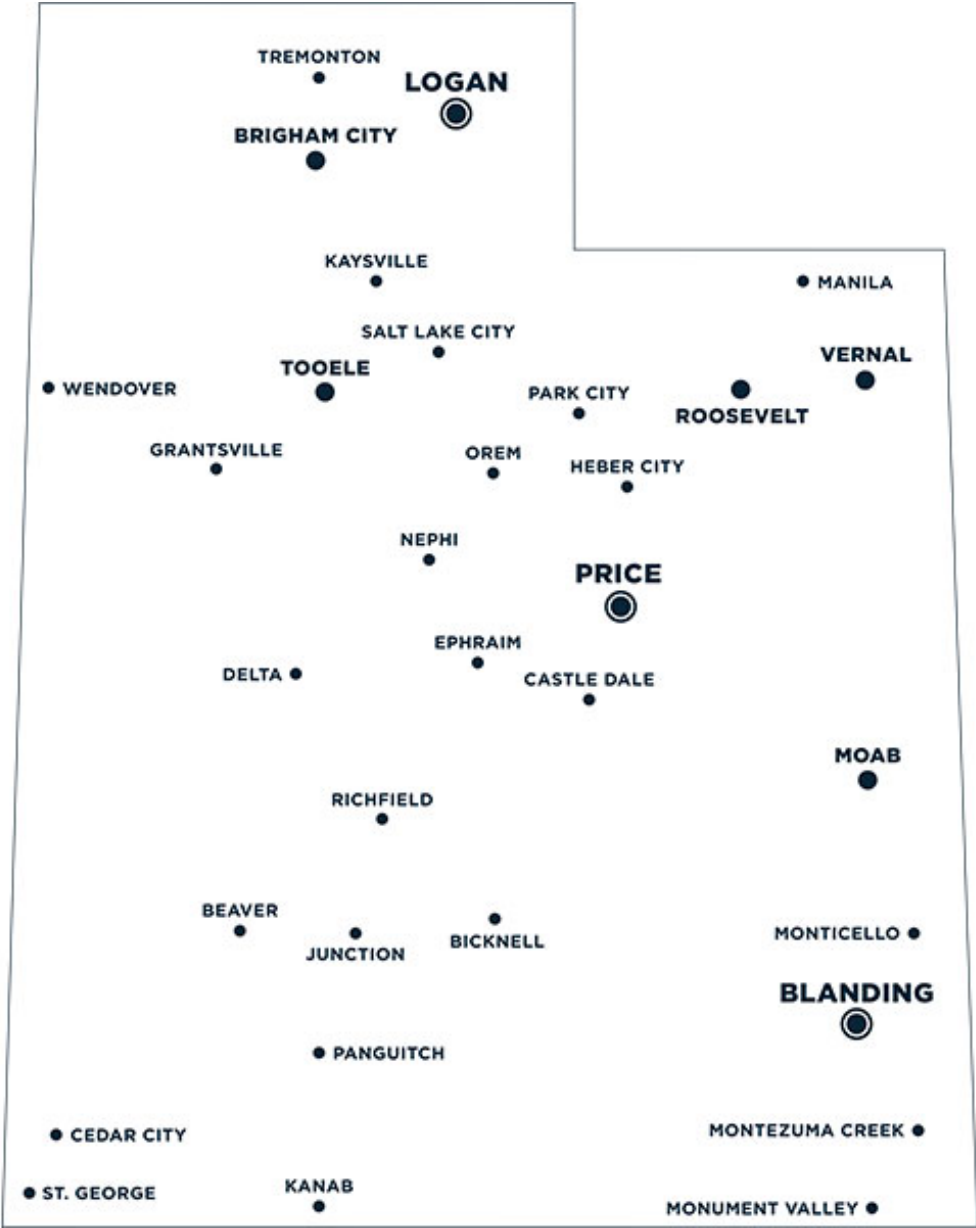 TREMONTON
LOGAN
BRIGHAM CITY
KAYSVILLE
MANILA
SALT LAKE CITY
VERNAL
TOOELE
WENDOVER
PARK CITY
ROOSEVELT
GRANTSVILLE
OREM
HEBER CITY
NEPHI
PRICE
EPHRAIM
DELTA
CASTLE DALE
MOAB
RICHFIELD
BEAVER
JUNCTION
BICKNELL
MONTICELLO
BLANDING
PANGUITCH
CEDAR CITY
MONTEZUMA CREEK
ST. GEORGE
KANAB
MONUMENT VALLEY